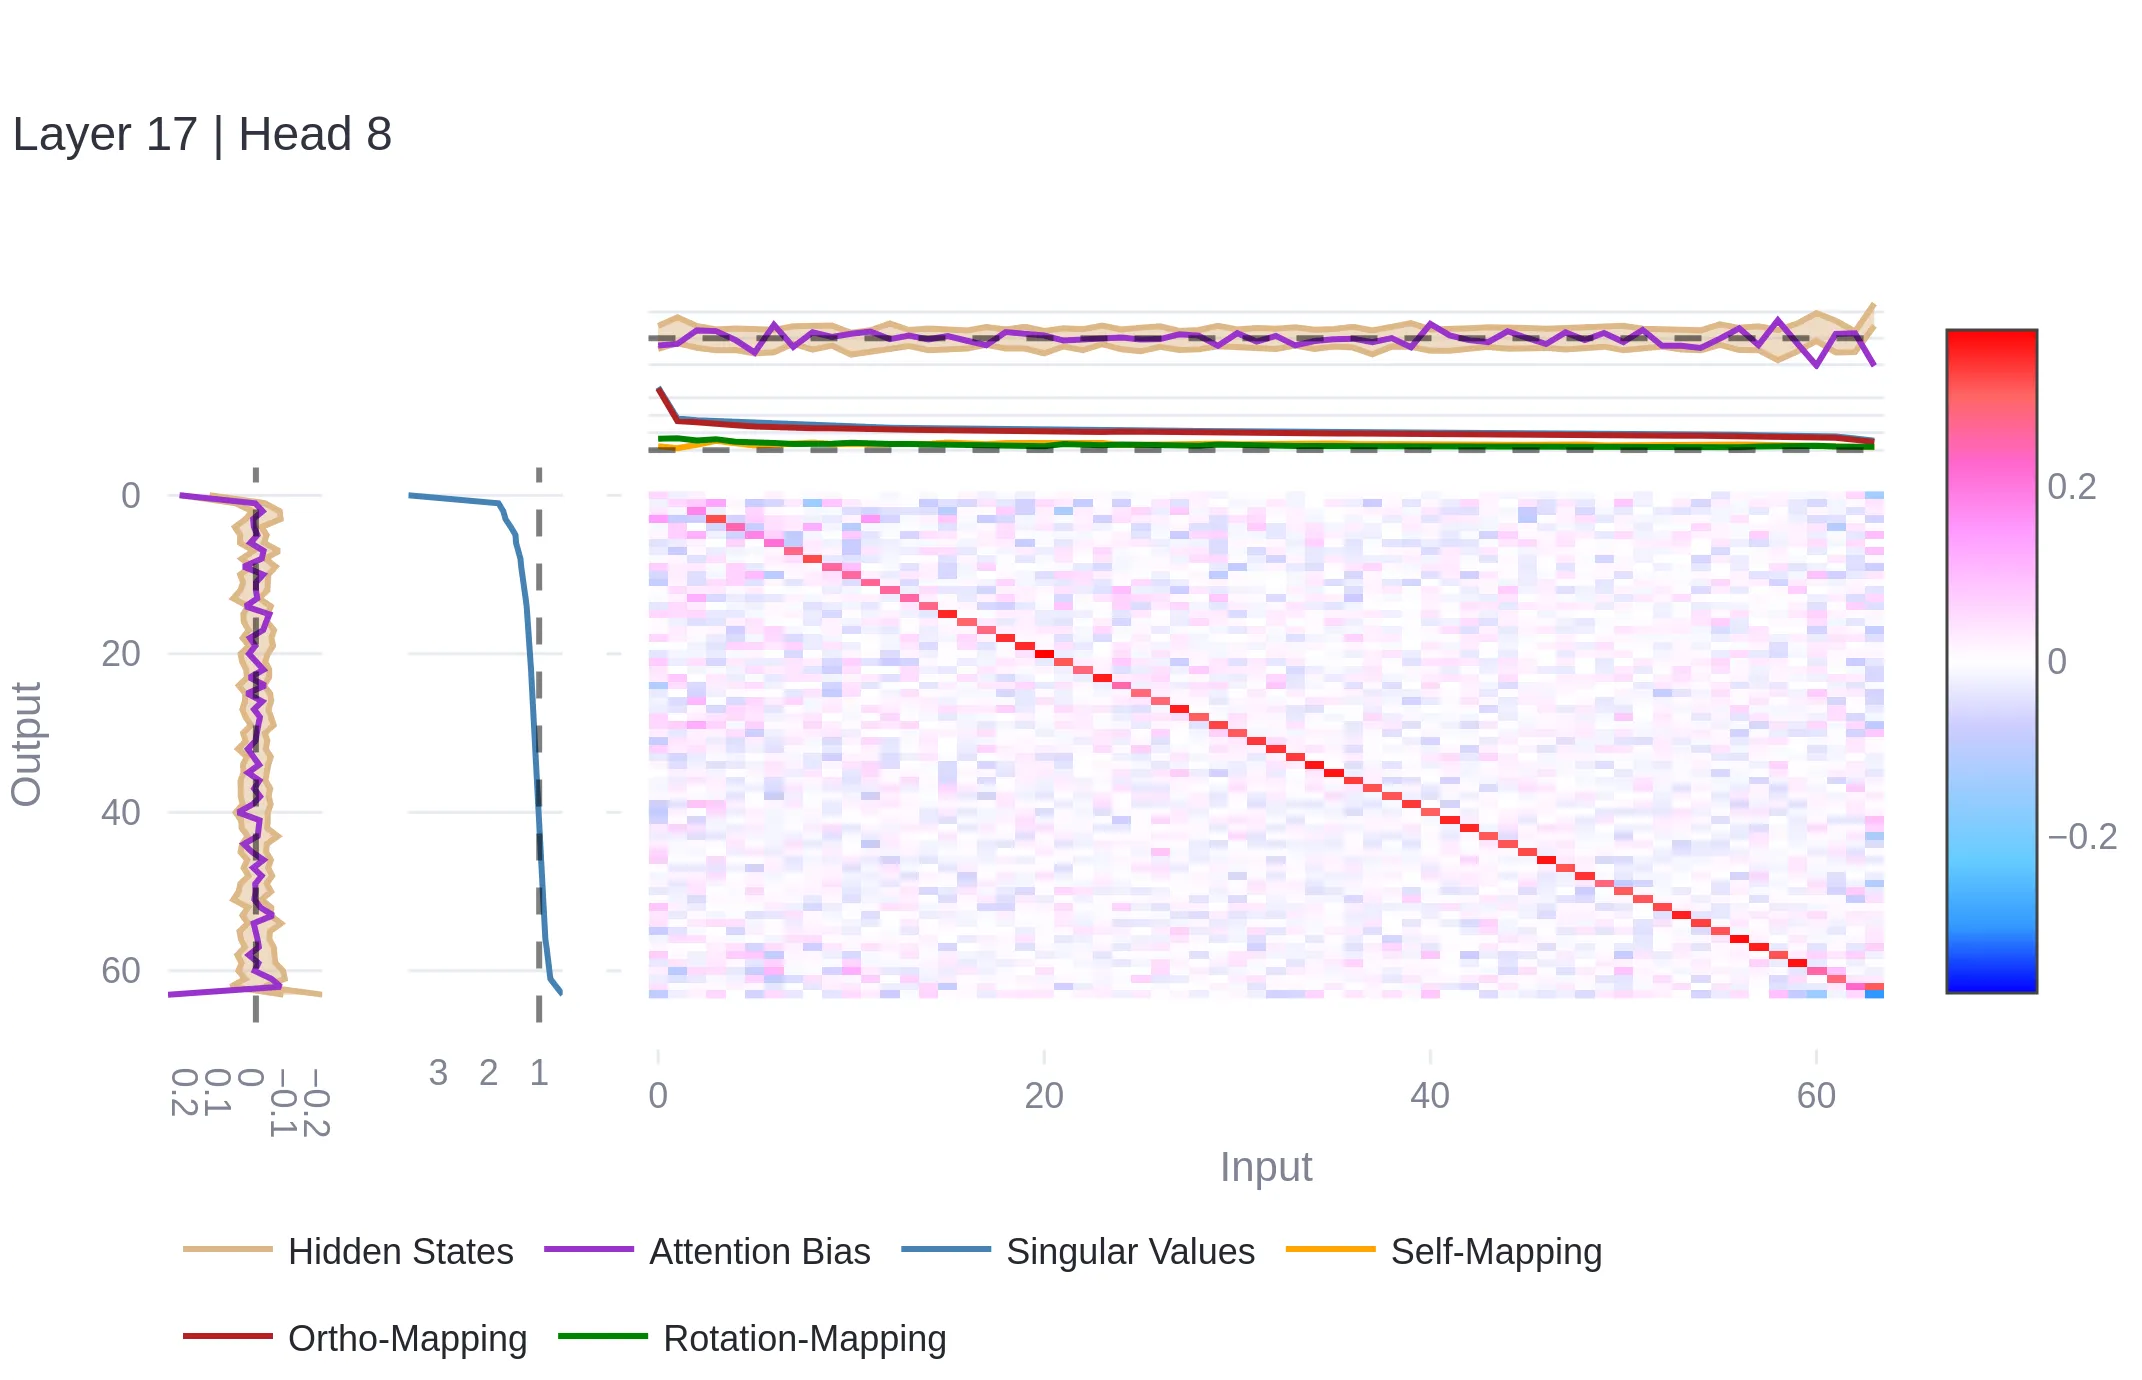 Layer 17 | Head 8
0
20
40
60
Output
0.2
0.1
0
−0.1
−0.2
3 2 1
0 20 40 60
Input
0.2
0
−0.2
Hidden States Attention Bias Singular Values Self-Mapping
Ortho-Mapping Rotation-Mapping